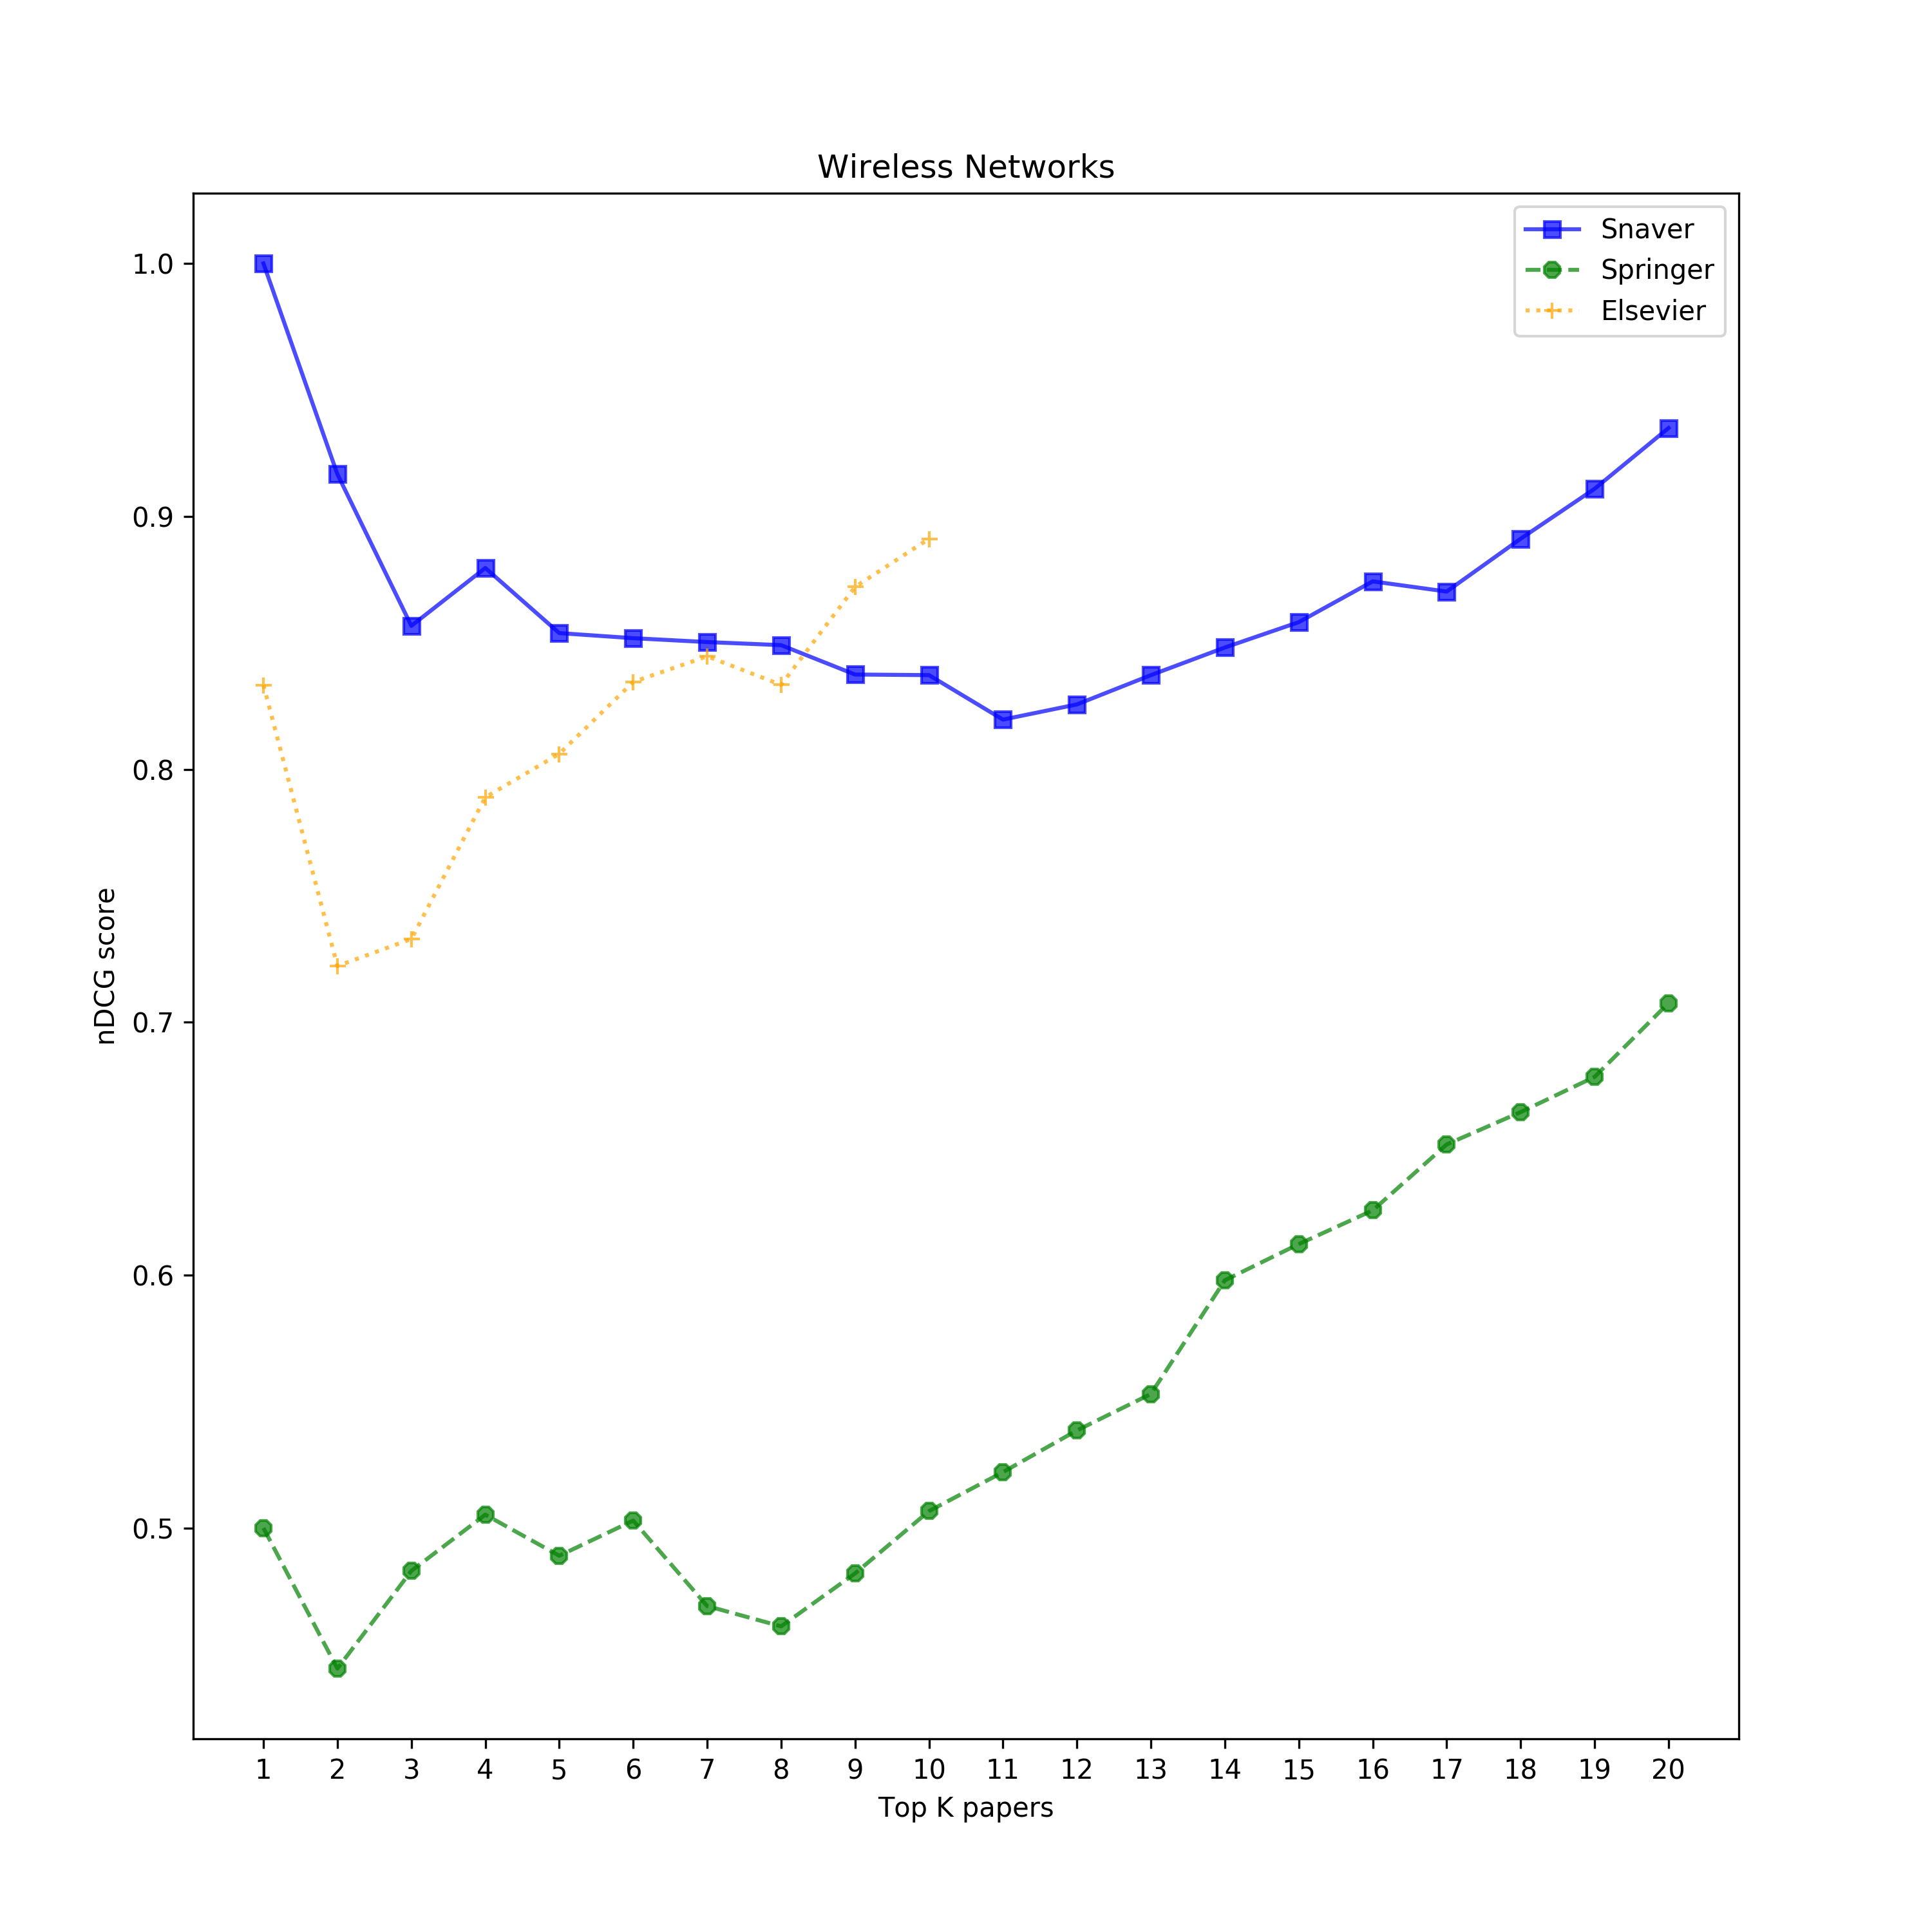 Wireless Networks
Snaver
Springer
Elsevier
1.0
0.9
0.8
0.7
0.6
0.5
nDCG score
1 2 3 4 5 6 7 8 9 10 11 12 13 14 15 16 17 18 19 20
Top K papers